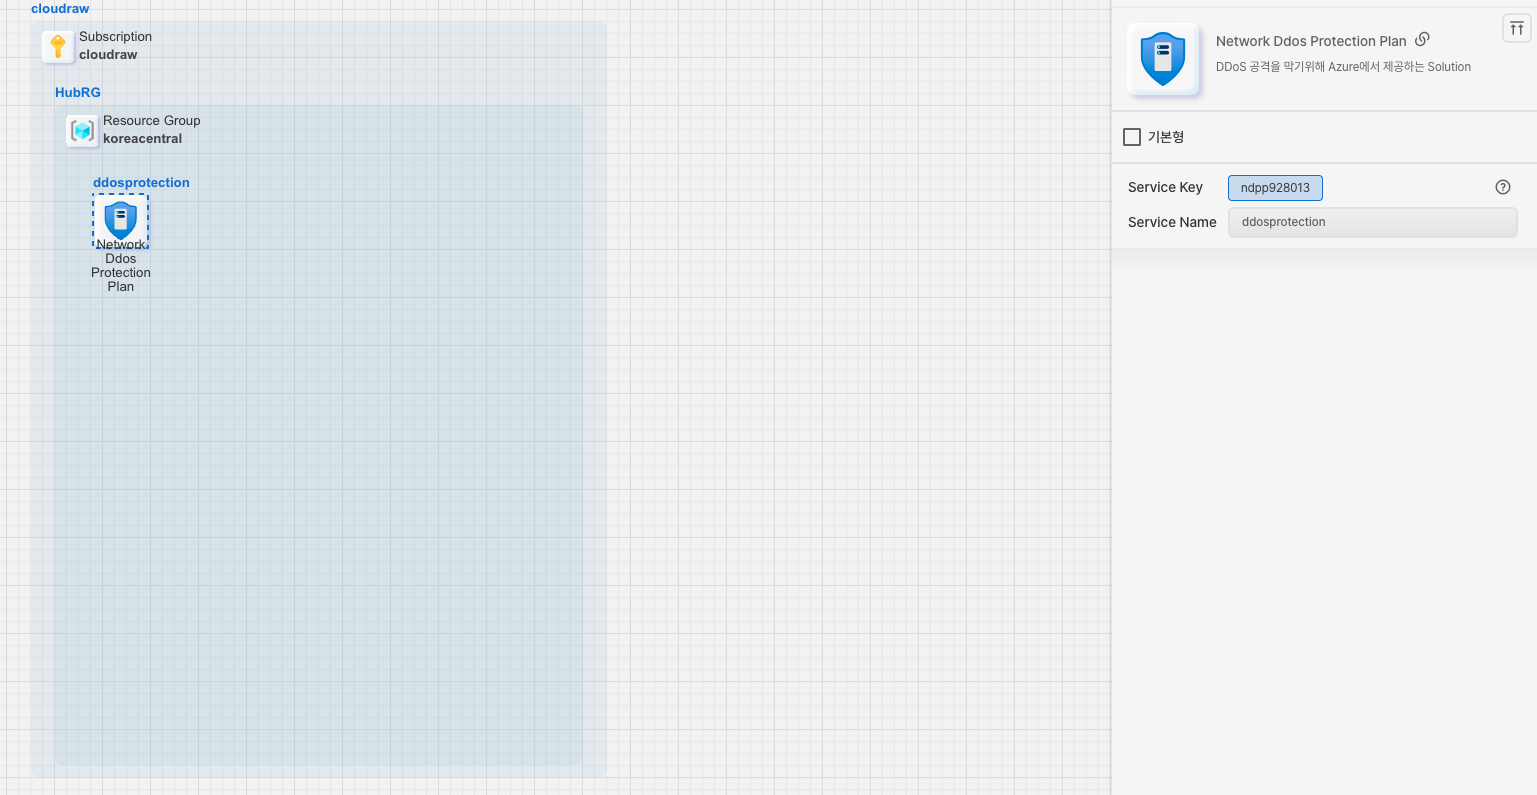 cloudraw
Subscription
cloudraw
HubRG
Resource Group
koreacentral
ddosprotection
Network
Ddos
Protection
Plan
Network Ddos Protection Plan
DDoS 공격을 막기위해 Azure에서 제공하는 Solution
기본형
Service Key
ndpp928013
Service Name
ddosprotection